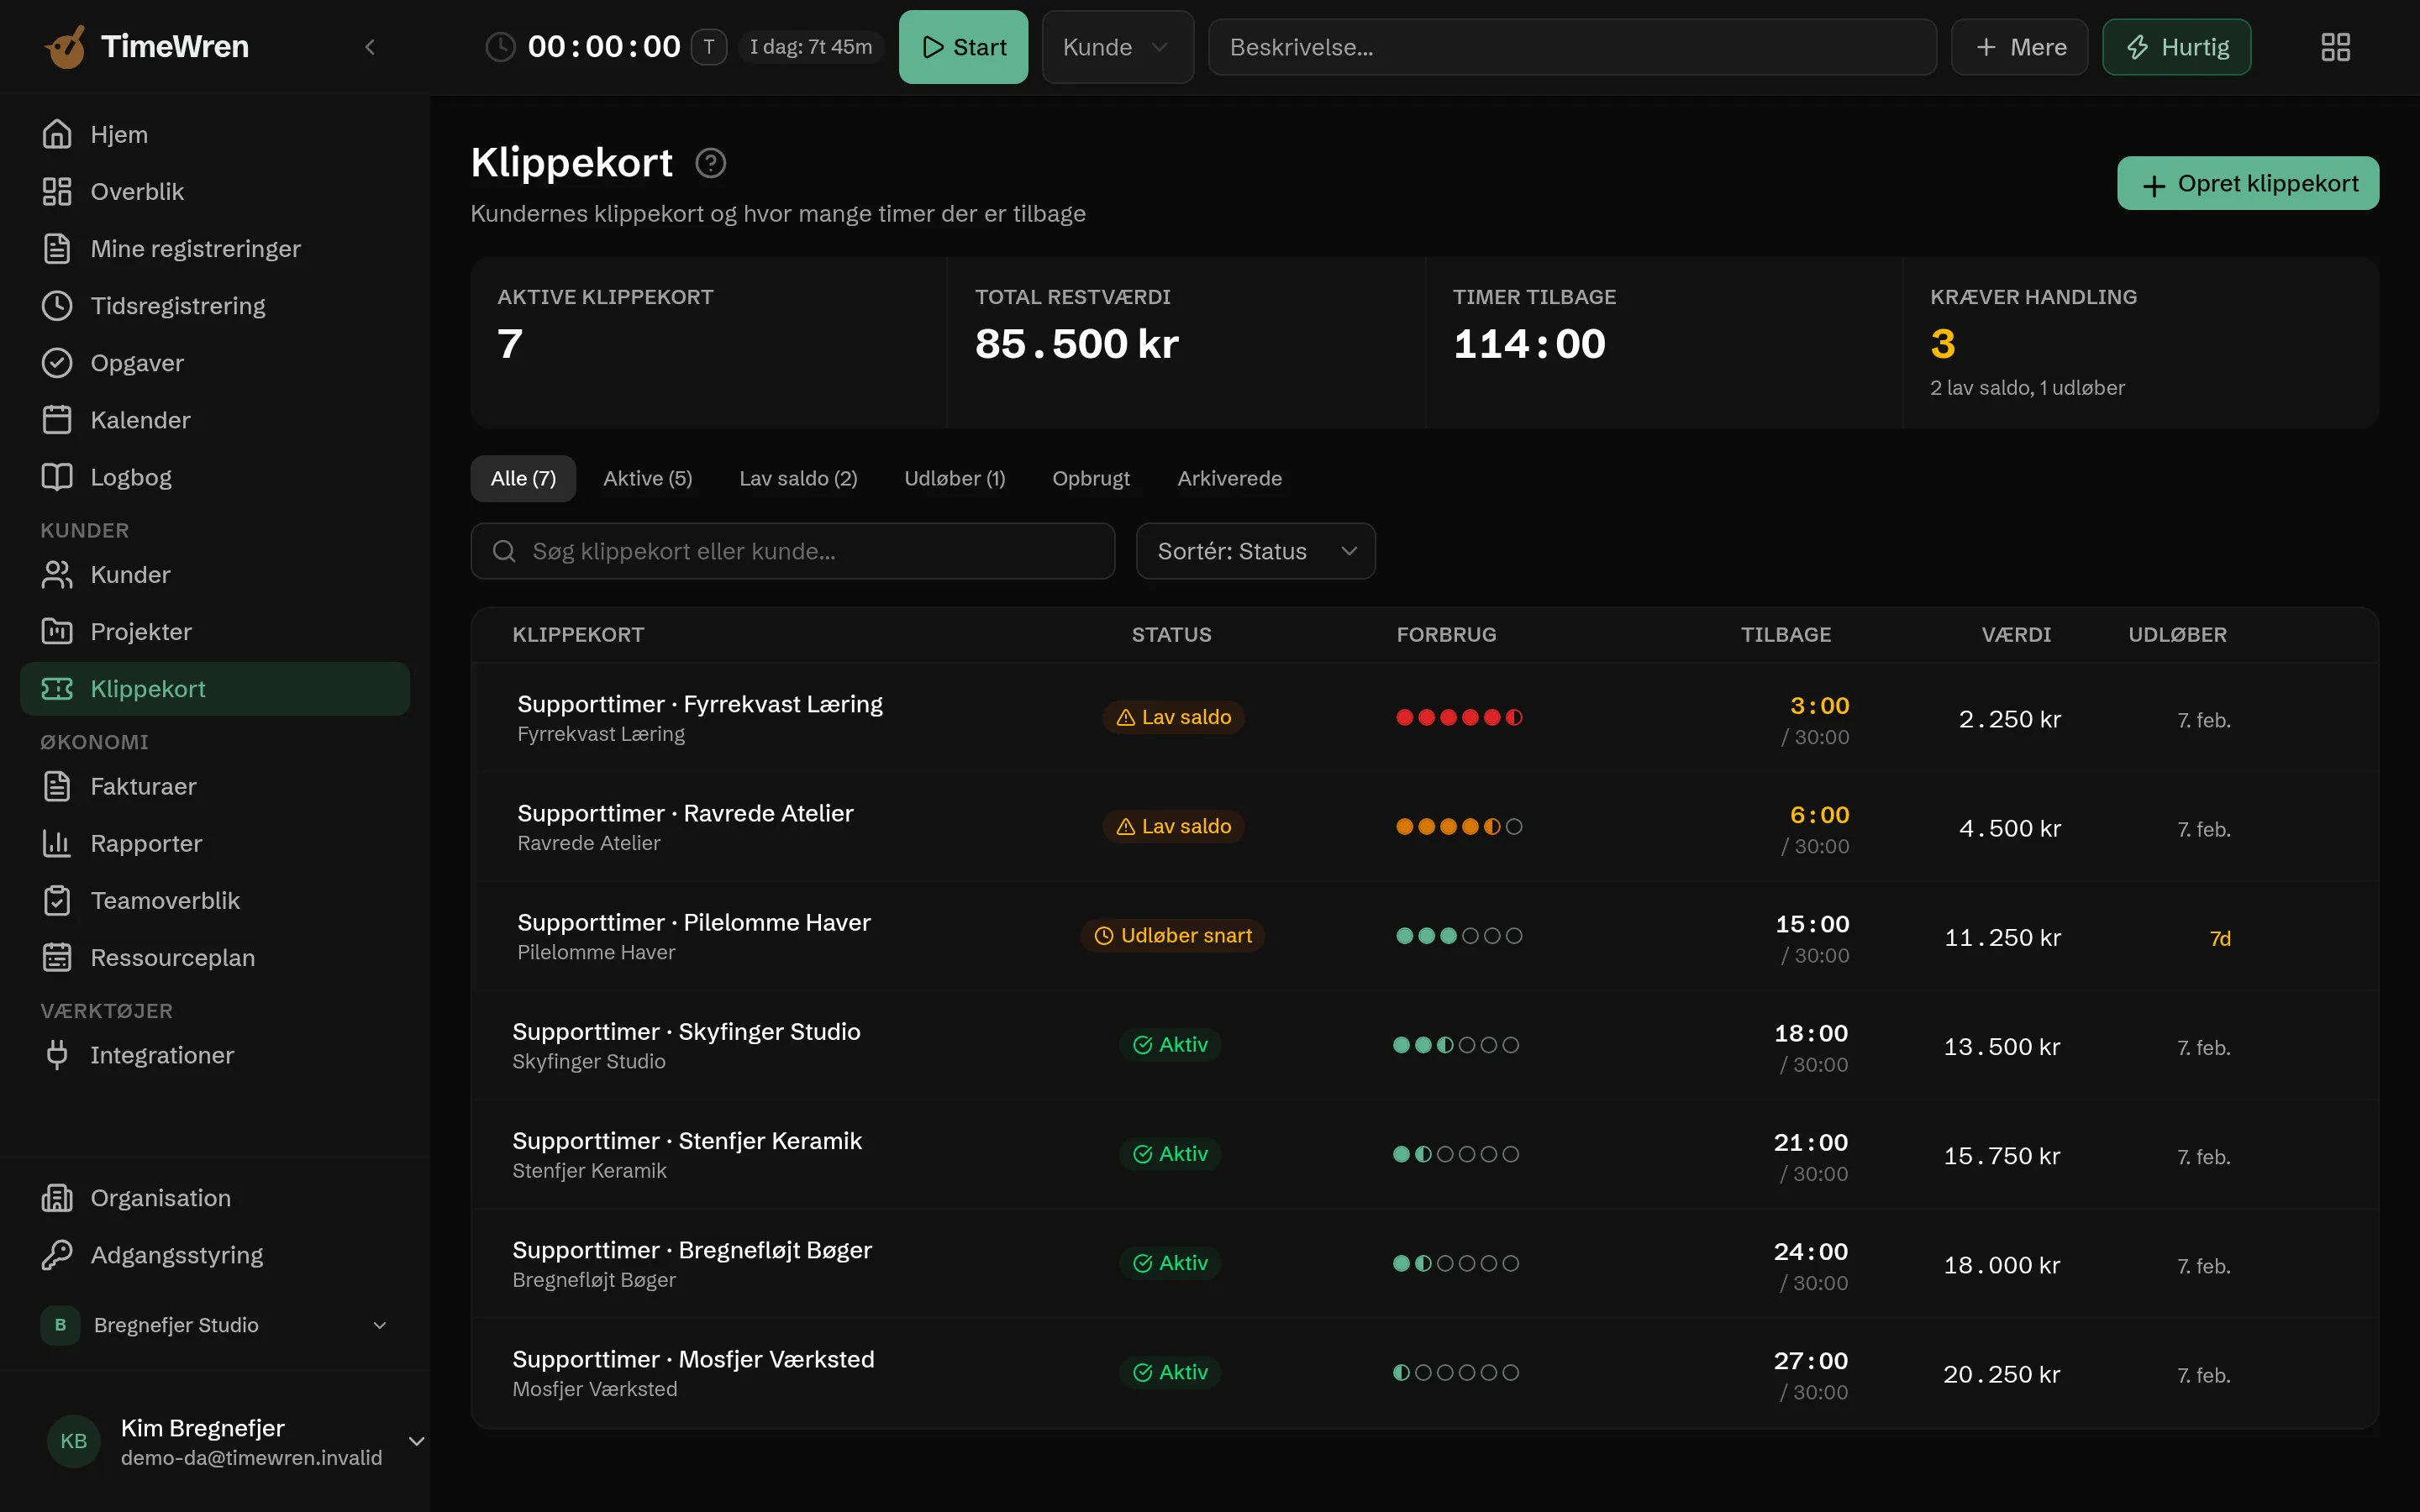 TimeWren
00:00:00
T
I dag: 7t 45m
Start
Kunde
Beskrivelse...
Mere
Hurtig
Hjem
Overblik
Mine registreringer
Tidsregistrering
Opgaver
Kalender
Logbog
KUNDER
Kunder
Projekter
Klippekort
ØKONOMI
Fakturaer
Rapporter
Teamoverblik
Ressourceplan
VÆRKTØJER
Integrationer
Organisation
Adgangsstyring
B
Bregnefjer Studio
KB
Kim Bregnefjer
demo-da@timewren.invalid
Klippekort
Kundernes klippekort og hvor mange timer der er tilbage
Opret klippekort
AKTIVE KLIPPEKORT
7
TOTAL RESTVÆRDI
85.500 kr
TIMER TILBAGE
114:00
KRÆVER HANDLING
3
2 lav saldo, 1 udløber
Alle (7)
Aktive (5)
Lav saldo (2)
Udløber (1)
Opbrugt
Arkiverede
Søg klippekort eller kunde...
Sortér: Status
KLIPPEKORT STATUS FORBRUG TILBAGE VÆRDI UDLØBER
Supporttimer · Fyrrekvast Læring
Fyrrekvast Læring
Lav saldo
3:00
/ 30:00
2.250 kr
7. feb.
Supporttimer · Ravrede Atelier
Ravrede Atelier
Lav saldo
6:00
/ 30:00
4.500 kr
7. feb.
Supporttimer · Pilelomme Haver
Pilelomme Haver
Udløber snart
15:00
/ 30:00
11.250 kr
7d
Supporttimer · Skyfinger Studio
Skyfinger Studio
Aktiv
18:00
/ 30:00
13.500 kr
7. feb.
Supporttimer · Stenfjer Keramik
Stenfjer Keramik
Aktiv
21:00
/ 30:00
15.750 kr
7. feb.
Supporttimer · Bregnefløjt Bøger
Bregnefløjt Bøger
Aktiv
24:00
/ 30:00
18.000 kr
7. feb.
Supporttimer · Mosfjer Værksted
Mosfjer Værksted
Aktiv
27:00
/ 30:00
20.250 kr
7. feb.